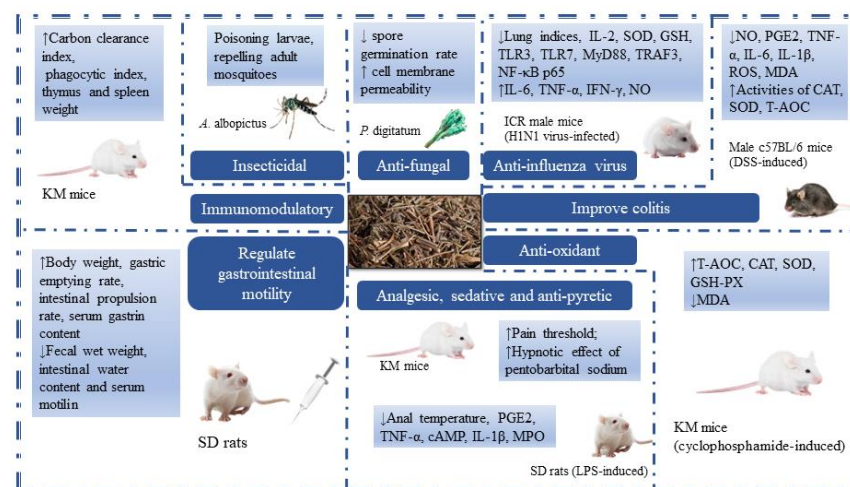 ↑Carbon clearance
index,
phagocytic index,
thymus and spleen
weight
KM mice
Poisoning larvae,
repelling adult
mosquitoes
A. albopictus
↓ spore
germination rate
↑ cell membrane
permeability
P. digitatum
↓Lung indices, IL-2, SOD, GSH,
TLR3, TLR7, MyD88, TRAF3,
NF-κB p65
↑IL-6, TNF-α, IFN-γ, NO
ICR male mice
(H1N1 virus-infected)
↓NO, PGE2, TNF-
α, IL-6, IL-1β,
ROS, MDA
↑Activities of CAT,
SOD, T-AOC
Male c57BL/6 mice
(DSS-induced)
Insecticidal
Anti-fungal
Anti-influenza virus
Immunomodulatory
Improve colitis
Regulate
gastrointestinal
motility
Anti-oxidant
Analgesic, sedative and anti-pyretic
↑Body weight, gastric
emptying rate,
intestinal propulsion
rate, serum gastrin
content
↓Fecal wet weight,
intestinal water
content and serum
motilin
SD rats
KM mice
↑Pain threshold;
↑Hypnotic effect of
pentobarbital sodium
↓Anal temperature, PGE2,
TNF-α, cAMP, IL-1β, MPO
SD rats (LPS-induced)
↑T-AOC, CAT, SOD,
GSH-PX
↓MDA
KM mice
(cyclophosphamide-induced)